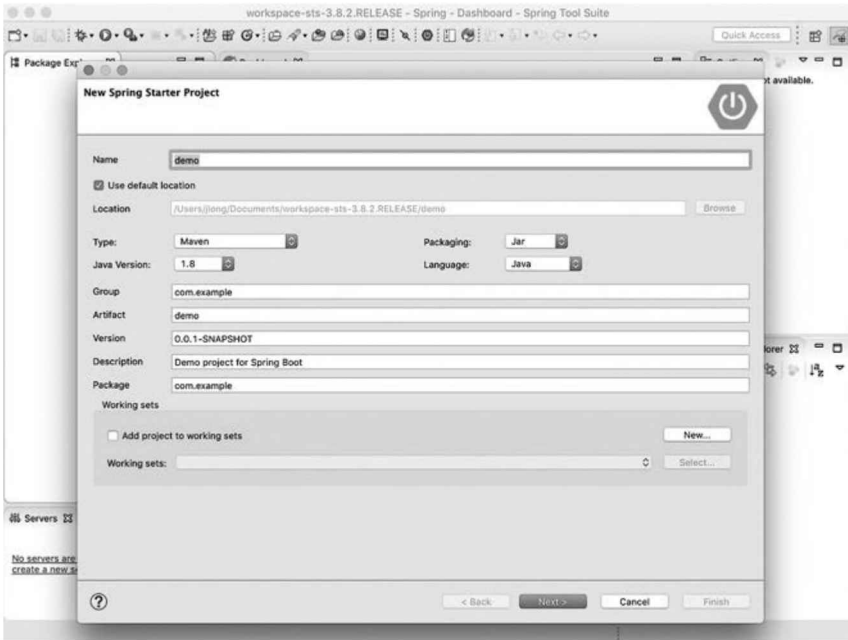 workspace-sts-3.8.2.RELEASE - Spring - Dashboard - Spring Tool Suite
Quick Access
Package Exp
ot available.
New Spring Starter Project
Name demo
Use default location
Location /Users/jlong/Documents/workspace-sts-3.8.2.RELEASE/demo Browse
Type: Maven Packaging: Jar
Java Version: 1.8 Language: Java
Group com.example
Artifact demo
Version 0.0.1-SNAPSHOT
lorer
Description Demo project for Spring Boot
Package com.example
Working sets
Add project to working sets New...
Working sets: Select...
Servers
No servers are
create a new s
? < Back Next > Cancel Finish